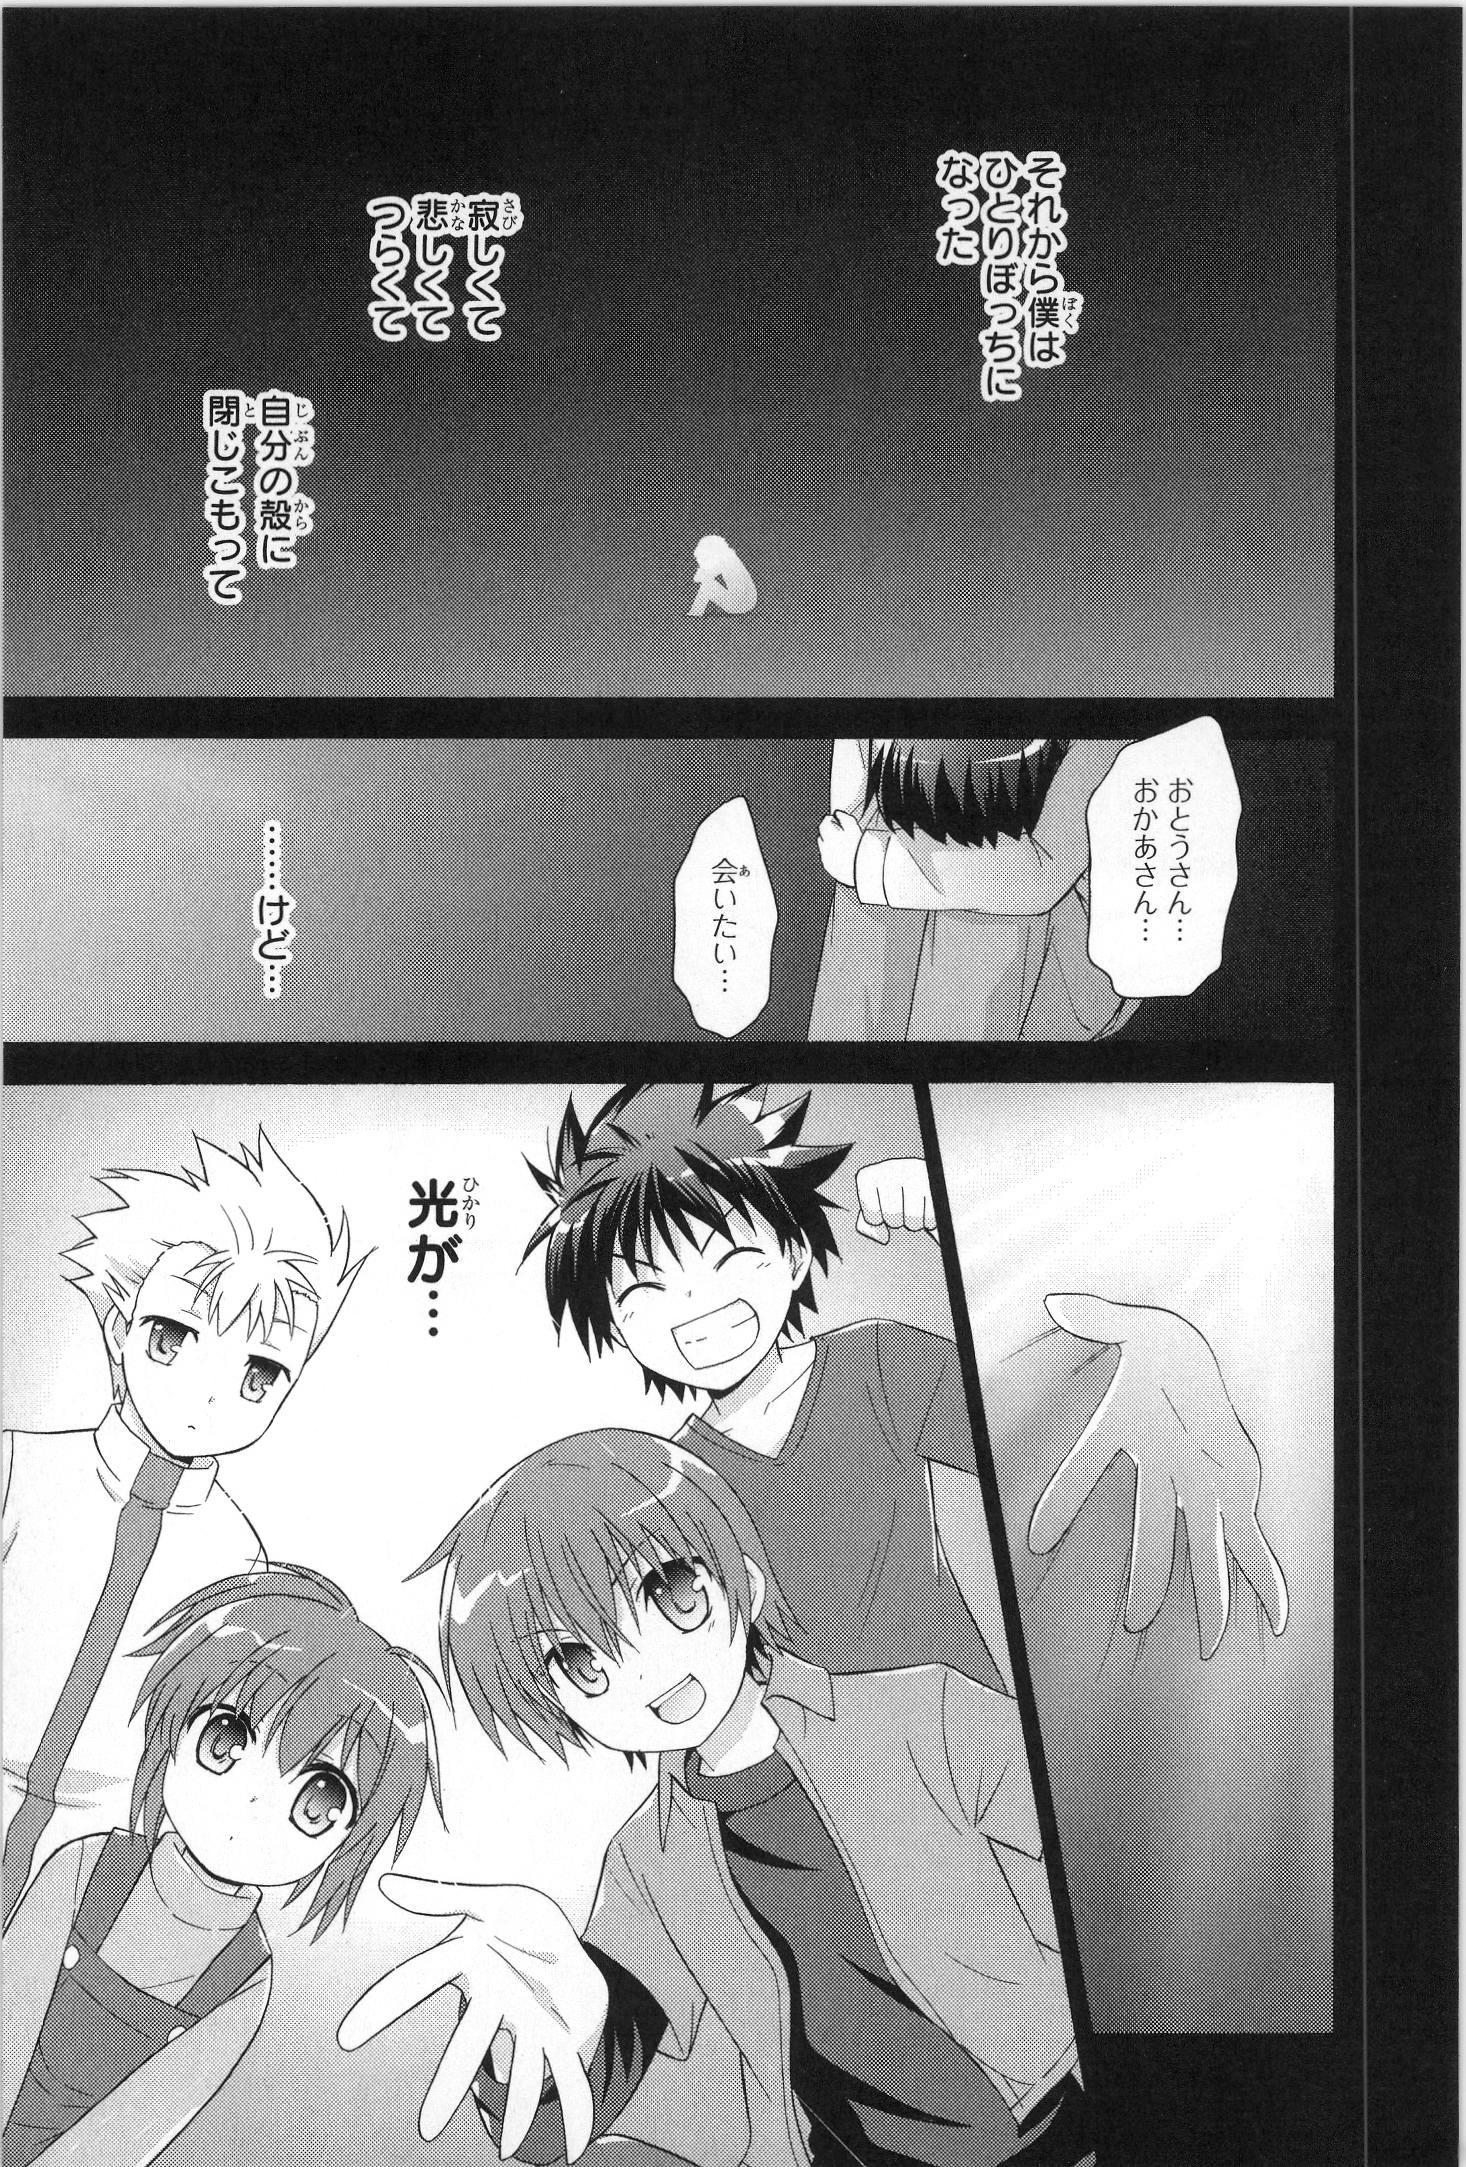 それから僕は
ひとりぼっちに
なった
寂しくて
悲しくて
つらくて
自分の殻に
閉じこもって
おとうさん…
おかあさん…
会いたい…
……けど…
光が…